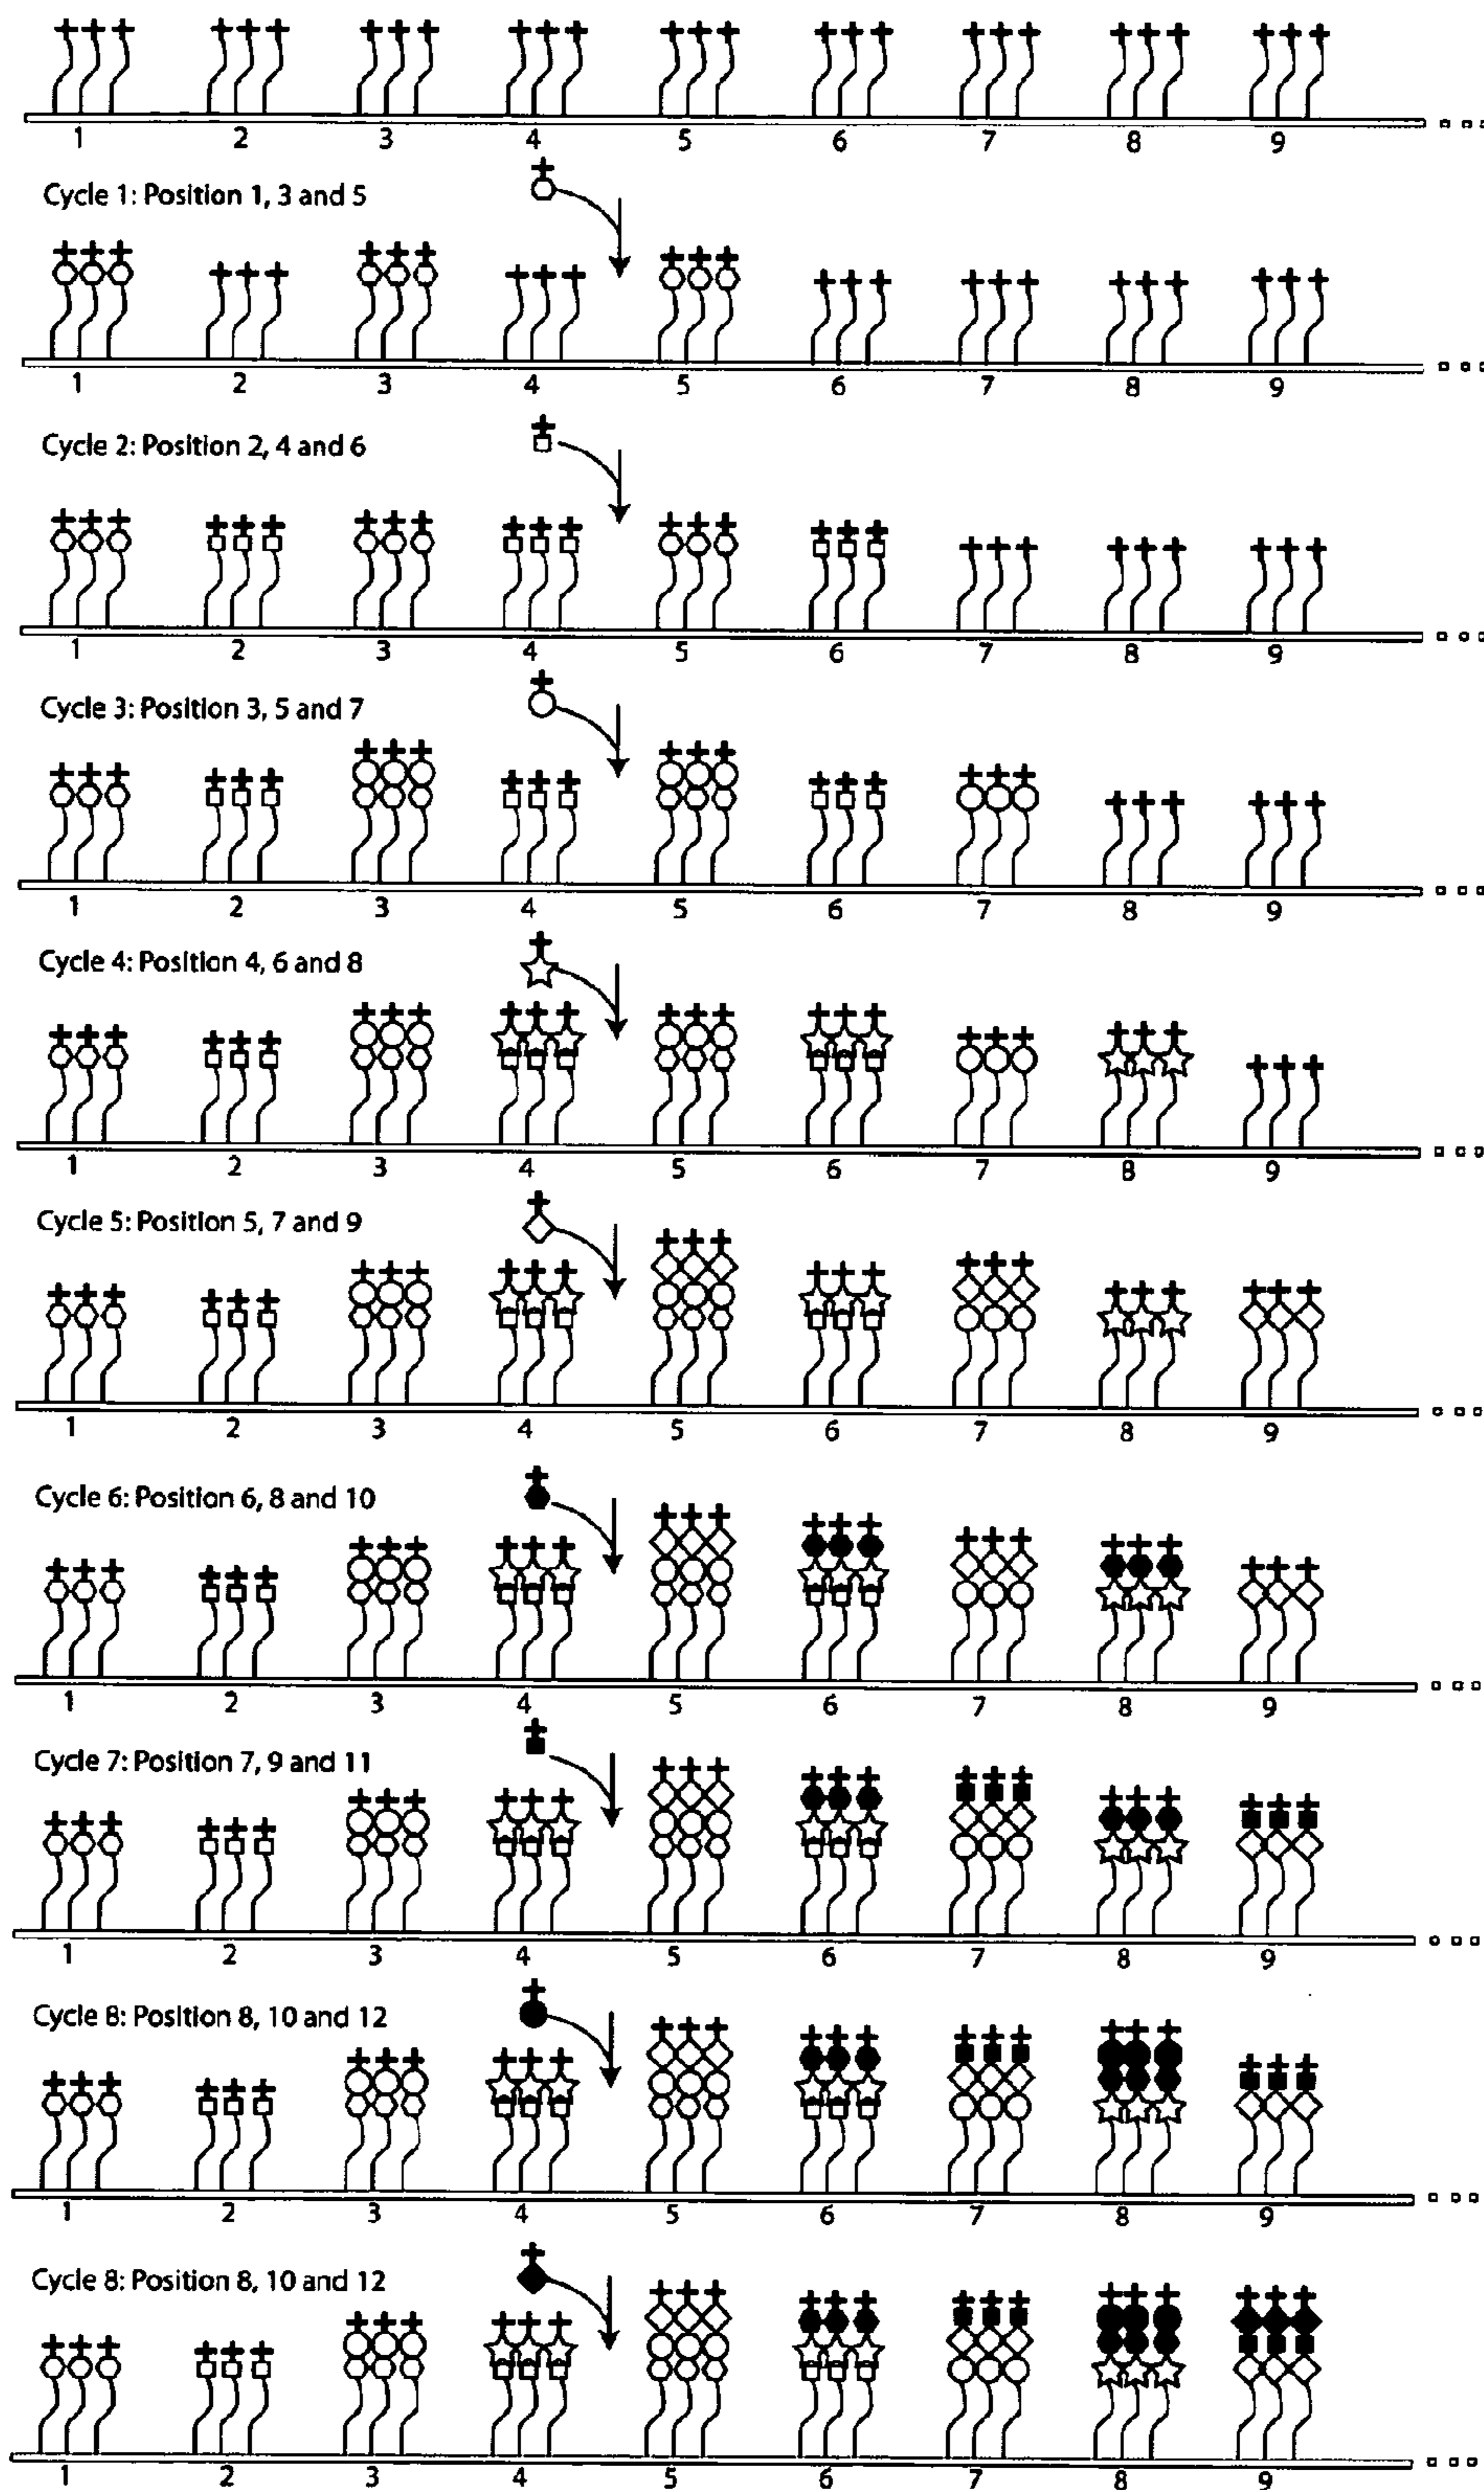 1 2 3 4 5 6 7 8 9
Cycle 1: Position 1, 3 and 5
1 2 3 4 5 6 7 8 9
Cycle 2: Position 2, 4 and 6
1 2 3 4 5 6 7 8 9
Cycle 3: Position 3, 5 and 7
1 2 3 4 5 6 7 8 9
Cycle 4: Position 4, 6 and 8
1 2 3 4 5 6 7 8 9
Cycle 5: Position 5, 7 and 9
1 2 3 4 5 6 7 8 9
Cycle 6: Position 6, 8 and 10
1 2 3 4 5 6 7 8 9
Cycle 7: Position 7, 9 and 11
1 2 3 4 5 6 7 8 9
Cycle 8: Position 8, 10 and 12
1 2 3 4 5 6 7 8 9
Cycle 8: Position 8, 10 and 12
1 2 3 4 5 6 7 8 9